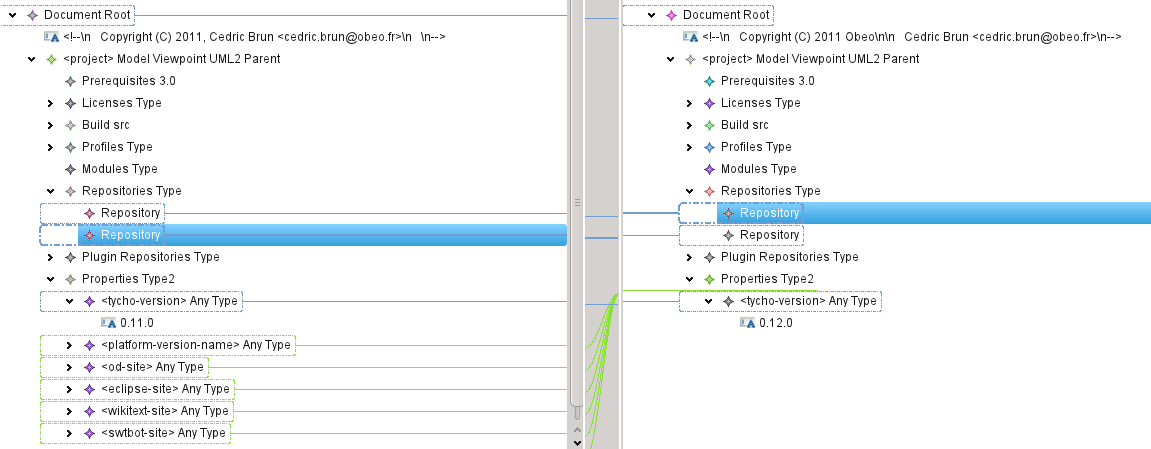 Document Root
<!--\n   Copyright (C) 2011, Cedric Brun <cedric.brun@obeo.fr>\n   \n-->
<project> Model Viewpoint UML2 Parent
Prerequisites 3.0
Licenses Type
Build src
Profiles Type
Modules Type
Repositories Type
Repository
Repository
Plugin Repositories Type
Properties Type2
<tycho-version> Any Type
0.11.0
<platform-version-name> Any Type
<od-site> Any Type
<eclipse-site> Any Type
<wikitext-site> Any Type
<swtbot-site> Any Type
Document Root
<!--\n   Copyright (C) 2011 Obeo\n\n   Cedric Brun <cedric.brun@obeo.fr>\n-->
<project> Model Viewpoint UML2 Parent
Prerequisites 3.0
Licenses Type
Build src
Profiles Type
Modules Type
Repositories Type
Repository
Repository
Plugin Repositories Type
Properties Type2
<tycho-version> Any Type
0.12.0